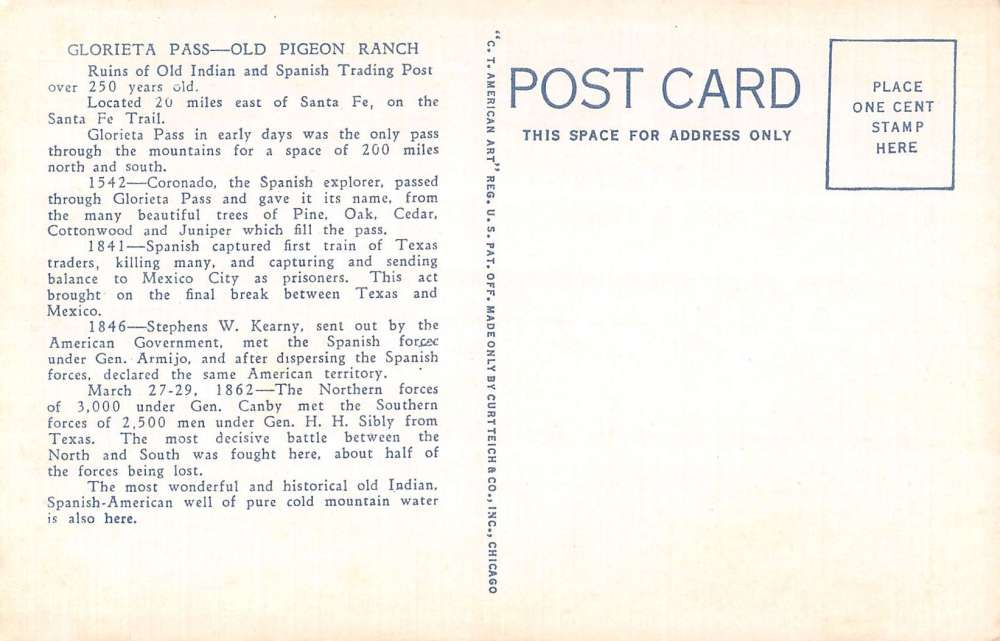 GLORIETA PASS—OLD PIGEON RANCH
Ruins of Old Indian and Spanish Trading Post
over 250 years old.
Located 20 miles east of Santa Fe, on the
Santa Fe Trail.
Glorieta Pass in early days was the only pass
through the mountains for a space of 200 miles
north and south.
1542—Coronado, the Spanish explorer, passed
through Glorieta Pass and gave it its name, from
the many beautiful trees of Pine, Oak, Cedar,
Cottonwood and Juniper which fill the pass.
1841—Spanish captured first train of Texas
traders, killing many, and capturing and sending
balance to Mexico City as prisoners. This act
brought on the final break between Texas and
Mexico.
1846—Stephens W. Kearny, sent out by the
American Government, met the Spanish forces
under Gen. Armijo, and after dispersing the Spanish
forces, declared the same American territory.
March 27-29, 1862—The Northern forces
of 3,000 under Gen. Canby met the Southern
forces of 2,500 men under Gen. H. H. Sibly from
Texas. The most decisive battle between the
North and South was fought here, about half of
the forces being lost.
The most wonderful and historical old Indian,
Spanish-American well of pure cold mountain water
is also here.
"C. T. AMERICAN ART" REG. U. S. PAT. OFF. MADE ONLY BY CURT TEICH & CO., INC., CHICAGO
POST CARD
THIS SPACE FOR ADDRESS ONLY
PLACE
ONE CENT
STAMP
HERE